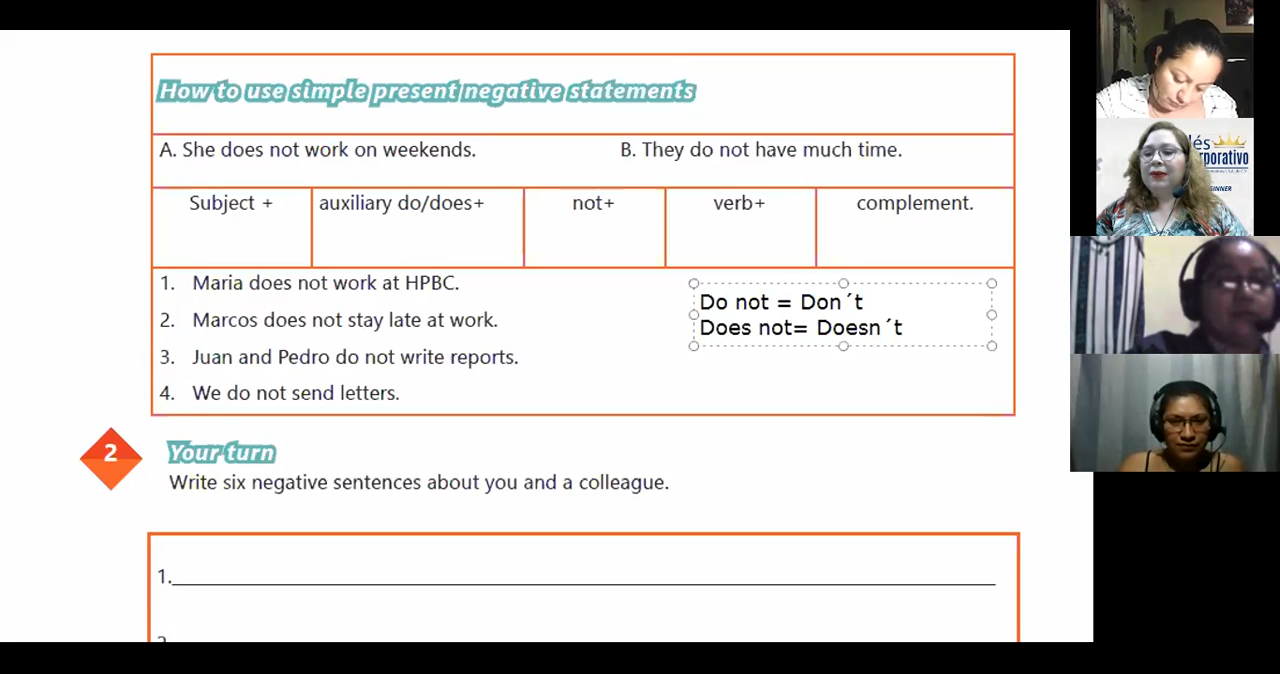 How to use simple present negative statements
A. She does not work on weekends. B. They do not have much time.
Subject + auxiliary do/does+ not+ verb+ complement.
1. Maria does not work at HPBC.
2. Marcos does not stay late at work.
3. Juan and Pedro do not write reports.
4. We do not send letters.
Do not = Don´t
Does not= Doesn´t
2 Your turn
Write six negative sentences about you and a colleague.
1.
lés
rporativo
GINNER